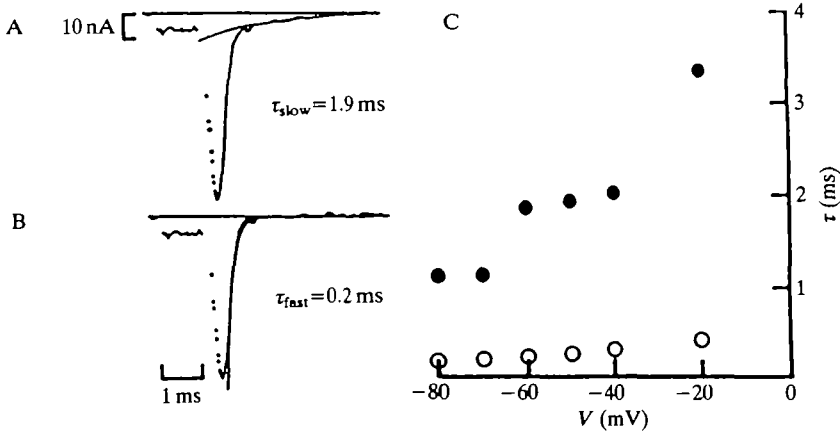 A
10 nA
τslow=1.9 ms
B
τfast=0.2 ms
1 ms
C
4
3
2
1
τ (ms)
−80
−60
−40
−20
0
V (mV)